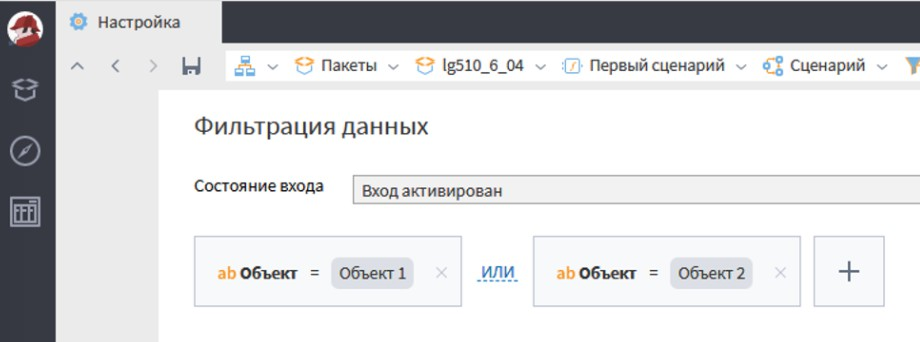 Настройка
Пакеты lg510_6_04 Первый сценарий Сценарий
Фильтрация данных
Состояние входа Вход активирован
ab Объект = Объект 1 ИЛИ ab Объект = Объект 2